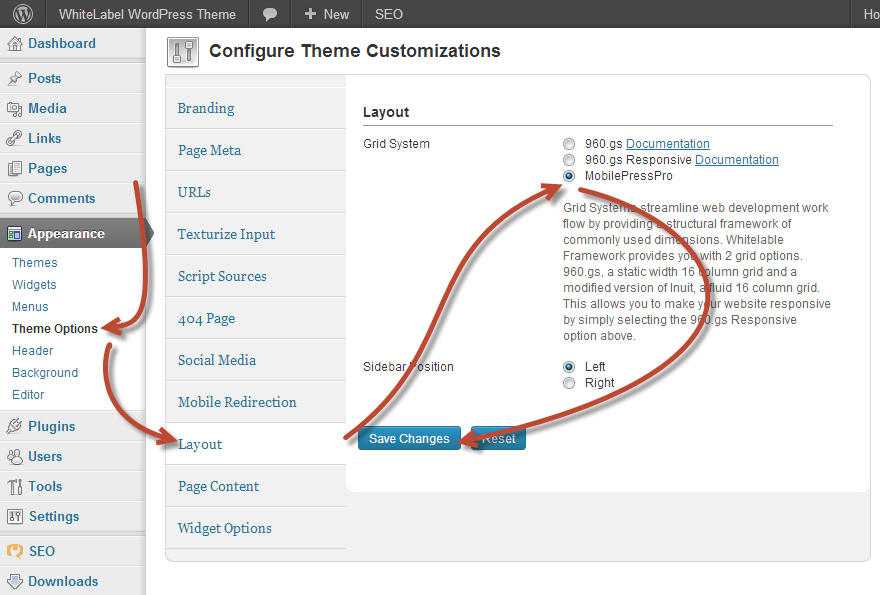 WhiteLabel WordPress Theme
New
SEO
Ho
Dashboard
Posts
Media
Links
Pages
Comments
Appearance
Themes
Widgets
Menus
Theme Options
Header
Background
Editor
Plugins
Users
Tools
Settings
SEO
Downloads
Configure Theme Customizations
Branding
Page Meta
URLs
Texturize Input
Script Sources
404 Page
Social Media
Mobile Redirection
Layout
Page Content
Widget Options
Layout
Grid System
960.gs Documentation
960.gs Responsive Documentation
MobilePressPro
Grid Systems streamline web development work
flow by providing a structural framework of
commonly used dimensions. Whitelable
Framework provides you with 2 grid options.
960.gs, a static width 16 column grid and a
modified version of Inuit, a fluid 16 column grid.
This allows you to make your website responsive
by simply selecting the 960.gs Responsive
option above.
Sidebar Position
Left
Right
Save Changes
Reset